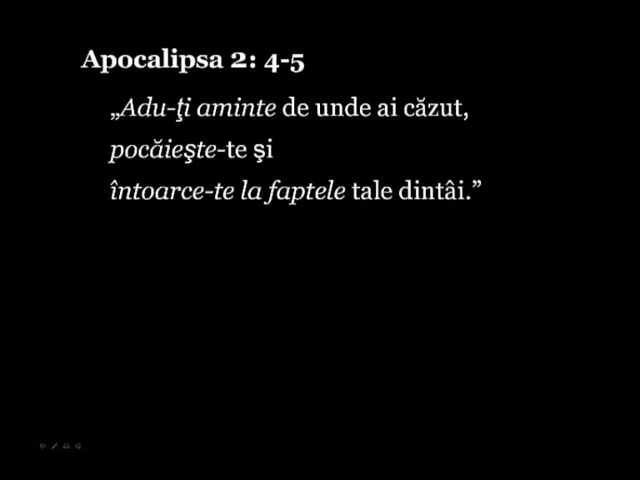 Apocalipsa 2: 4-5
„Adu-ţi aminte de unde ai căzut,
pocăieşte-te şi
întoarce-te la faptele tale dintâi.”